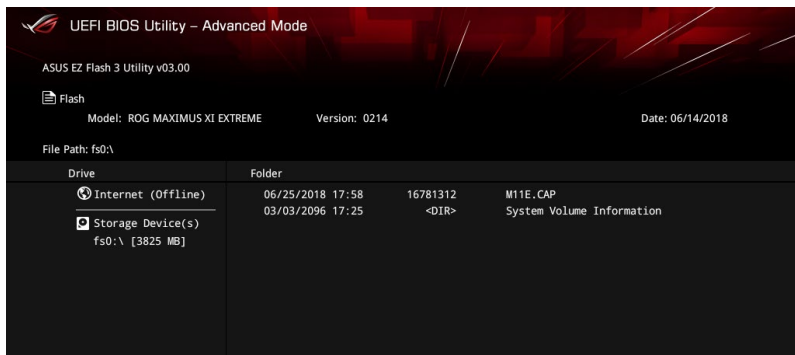 UEFI BIOS Utility – Advanced Mode
ASUS EZ Flash 3 Utility v03.00
Flash
Model: ROG MAXIMUS XI EXTREME Version: 0214 Date: 06/14/2018
File Path: fs0:\
Drive Folder
Internet (Offline) 06/25/2018 17:58 16781312 M11E.CAP
03/03/2096 17:25 <DIR> System Volume Information
Storage Device(s)
fs0:\ [3825 MB]